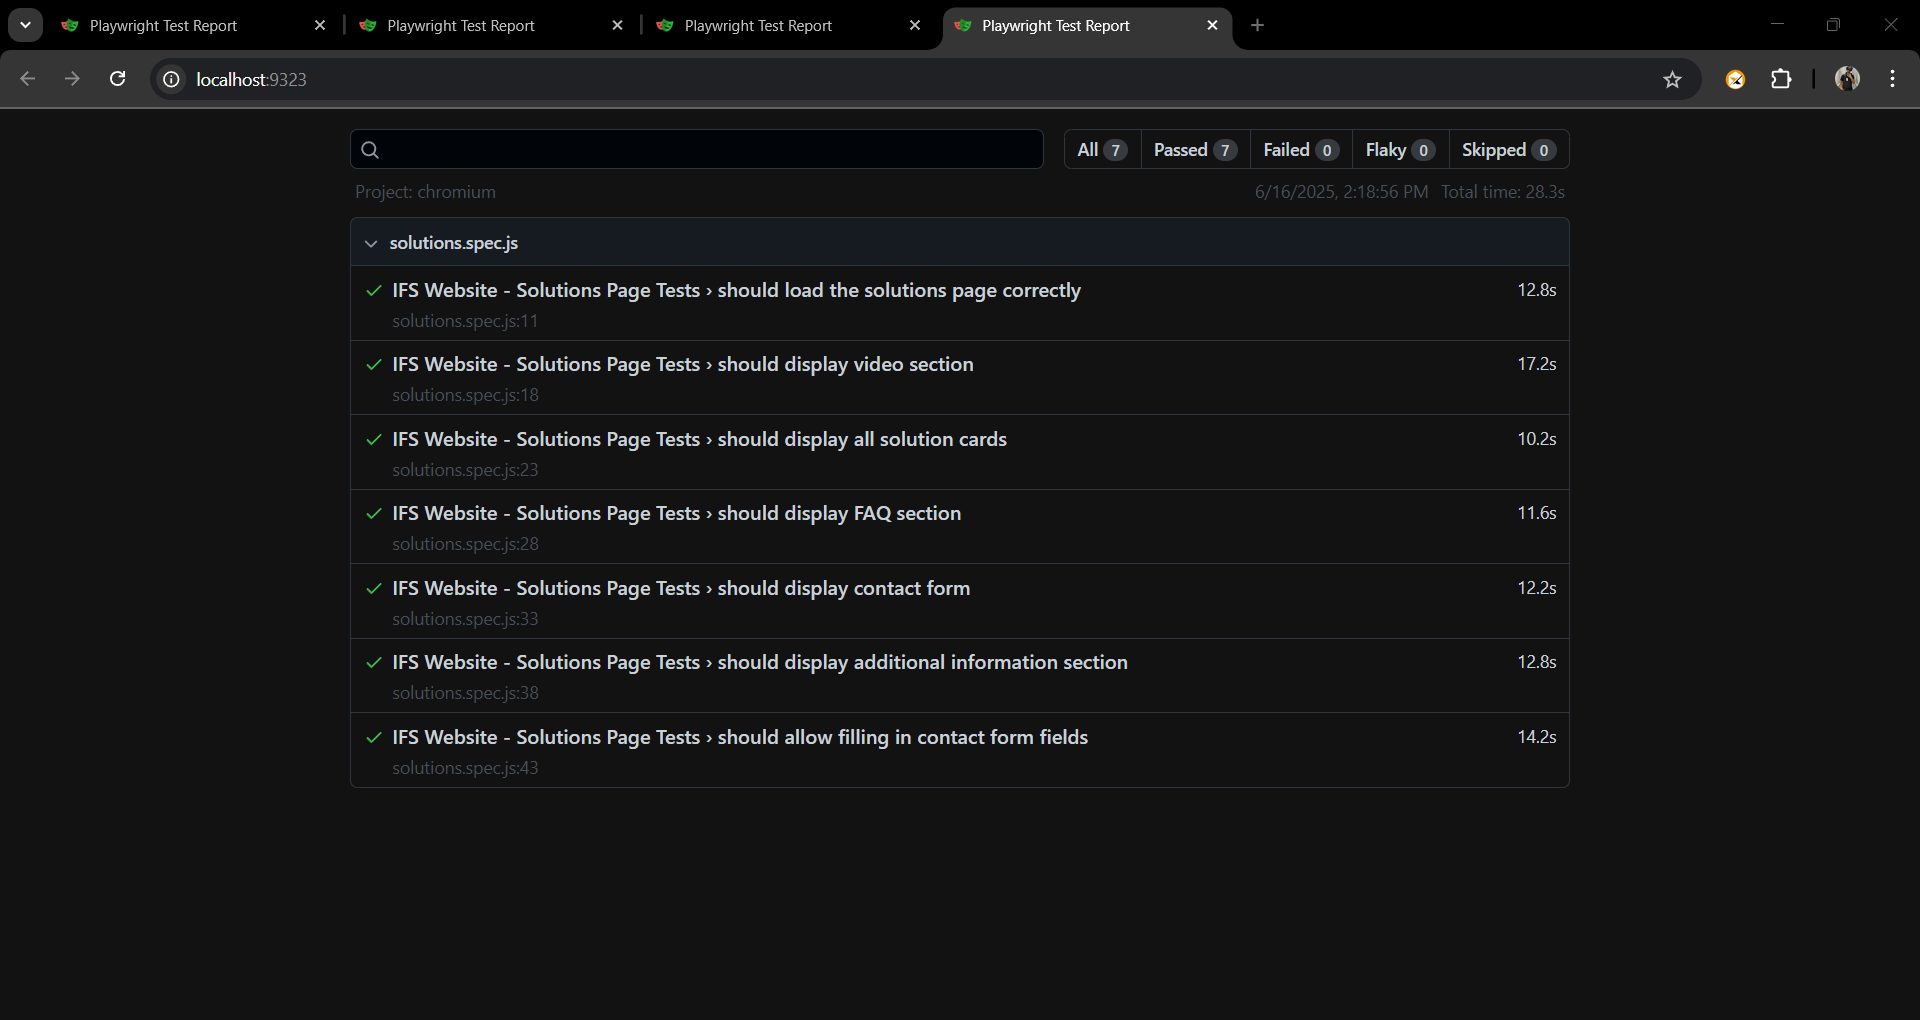 Playwright Test Report
Playwright Test Report
Playwright Test Report
Playwright Test Report
localhost:9323
All 7
Passed 7
Failed 0
Flaky 0
Skipped 0
Project: chromium
6/16/2025, 2:18:56 PM Total time: 28.3s
solutions.spec.js
IFS Website - Solutions Page Tests › should load the solutions page correctly 12.8s
solutions.spec.js:11
IFS Website - Solutions Page Tests › should display video section 17.2s
solutions.spec.js:18
IFS Website - Solutions Page Tests › should display all solution cards 10.2s
solutions.spec.js:23
IFS Website - Solutions Page Tests › should display FAQ section 11.6s
solutions.spec.js:28
IFS Website - Solutions Page Tests › should display contact form 12.2s
solutions.spec.js:33
IFS Website - Solutions Page Tests › should display additional information section 12.8s
solutions.spec.js:38
IFS Website - Solutions Page Tests › should allow filling in contact form fields 14.2s
solutions.spec.js:43